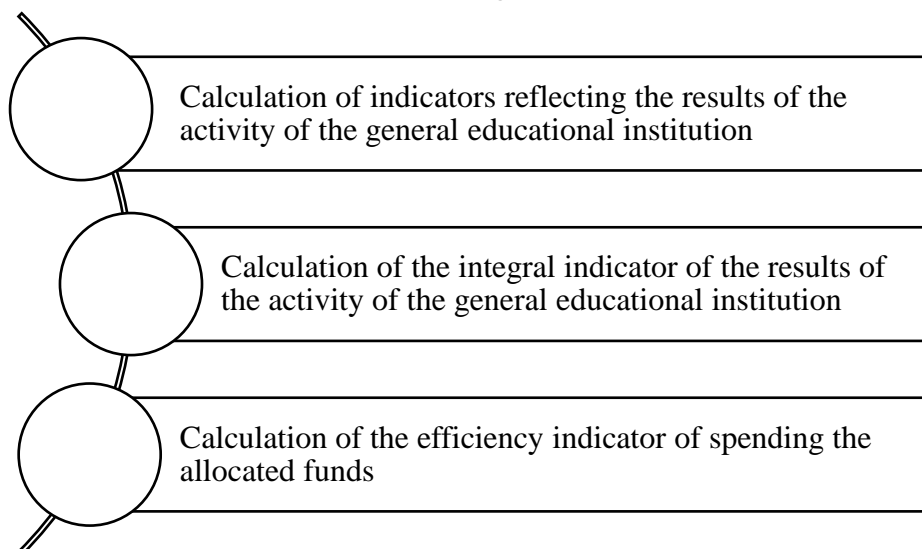 Calculation of indicators reflecting the results of the
activity of the general educational institution
Calculation of the integral indicator of the results of
the activity of the general educational institution
Calculation of the efficiency indicator of spending the
allocated funds